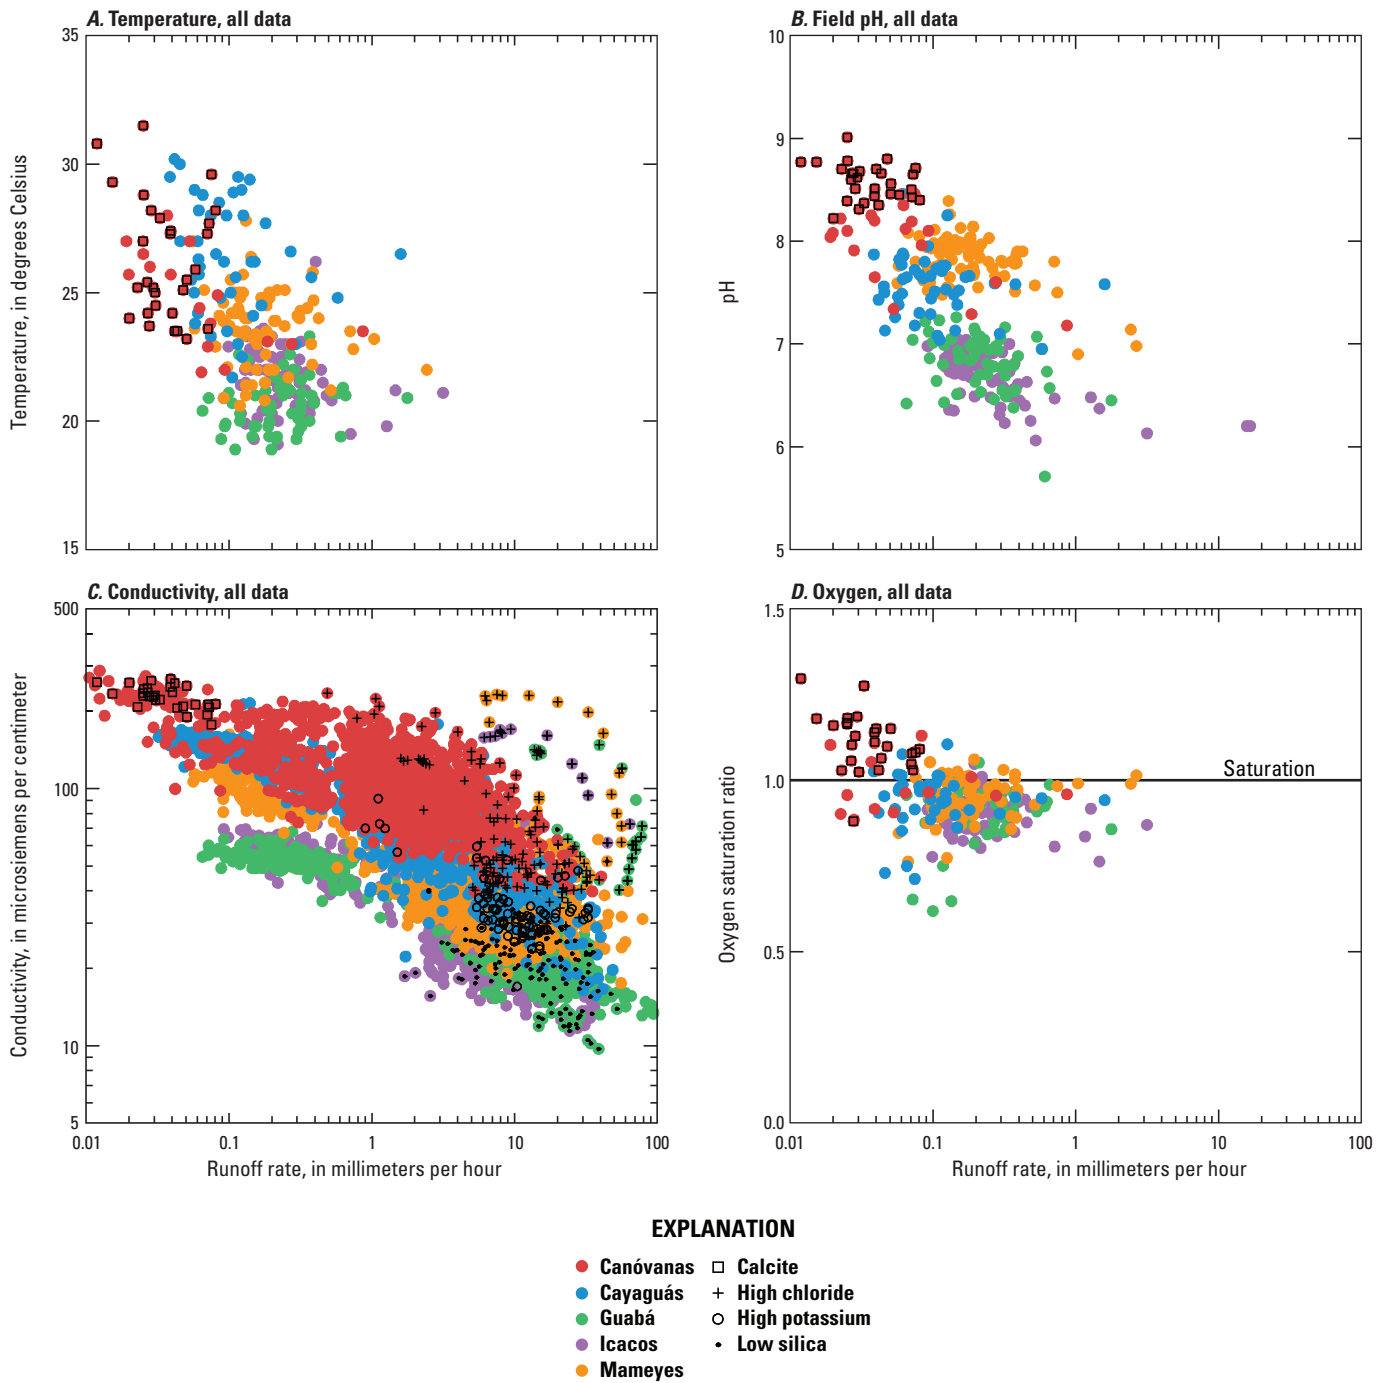 A. Temperature, all data
35
30
25
20
15
Temperature, in degrees Celsius
B. Field pH, all data
10
9
8
7
6
5
pH
C. Conductivity, all data
500
100
10
5
Conductivity, in microsiemens per centimeter
0.01 0.1 1 10 100
Runoff rate, in millimeters per hour
D. Oxygen, all data
1.5
1.0
0.5
0.0
Oxygen saturation ratio
Saturation
0.01 0.1 1 10 100
Runoff rate, in millimeters per hour
EXPLANATION
Canóvanas
Cayaguás
Guabá
Icacos
Mameyes
Calcite
High chloride
High potassium
Low silica